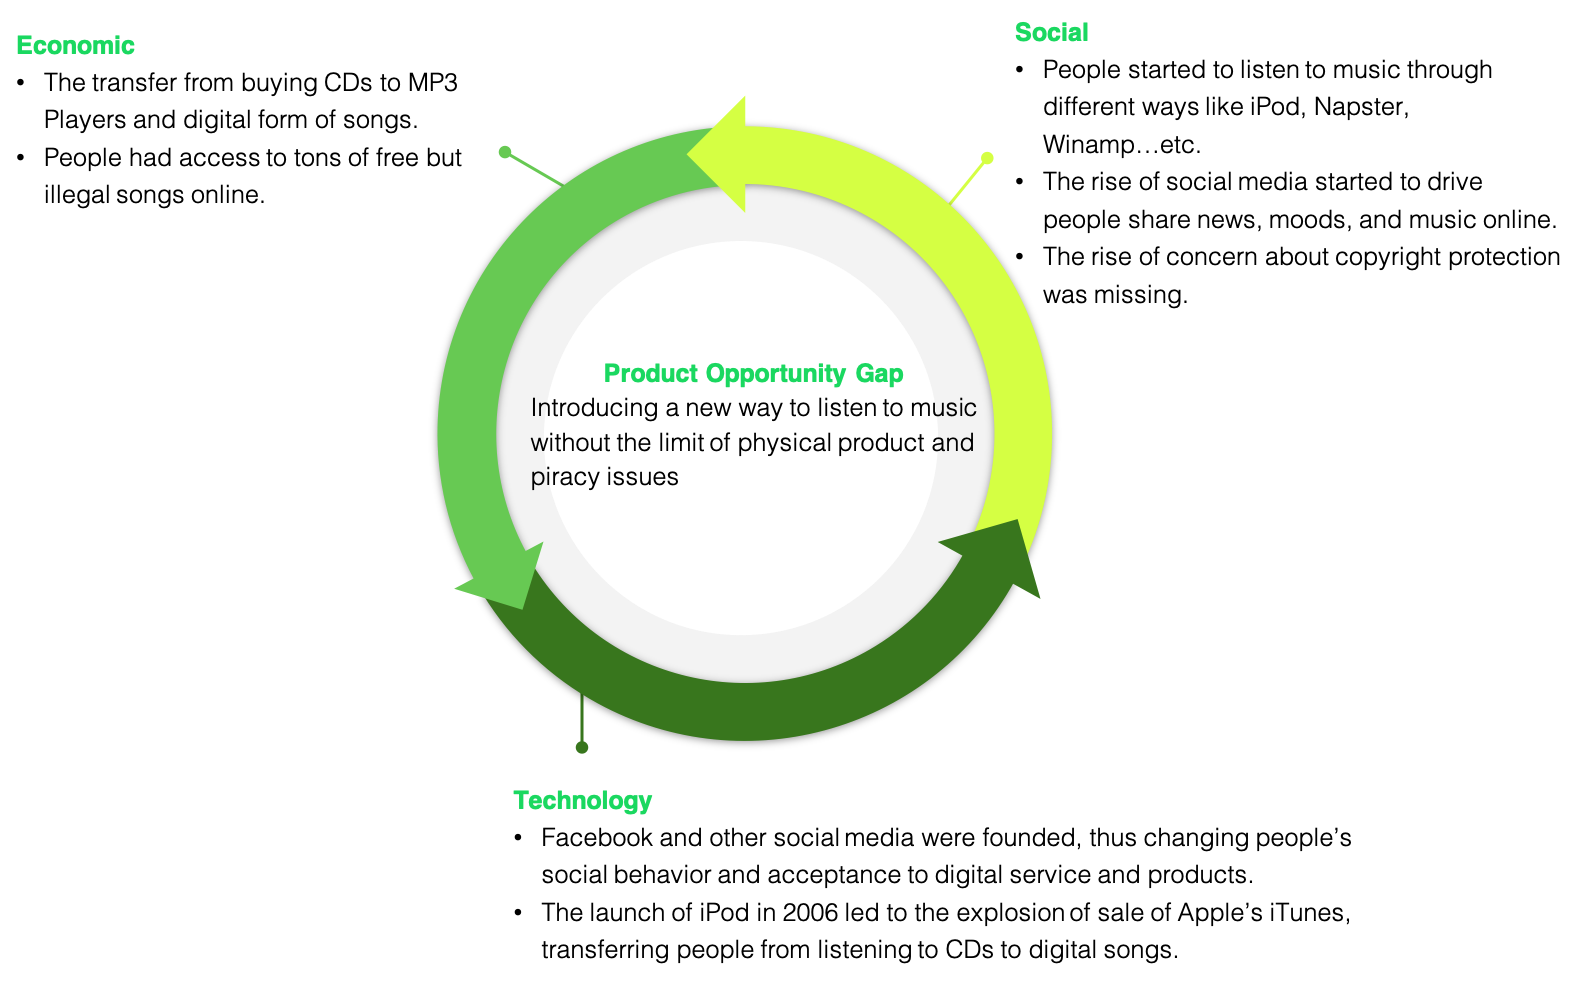 Economic
• The transfer from buying CDs to MP3
Players and digital form of songs.
• People had access to tons of free but
illegal songs online.
Social
• People started to listen to music through
different ways like iPod, Napster,
Winamp…etc.
• The rise of social media started to drive
people share news, moods, and music online.
• The rise of concern about copyright protection
was missing.
Product Opportunity Gap
Introducing a new way to listen to music
without the limit of physical product and
piracy issues
Technology
• Facebook and other social media were founded, thus changing people’s
social behavior and acceptance to digital service and products.
• The launch of iPod in 2006 led to the explosion of sale of Apple’s iTunes,
transferring people from listening to CDs to digital songs.